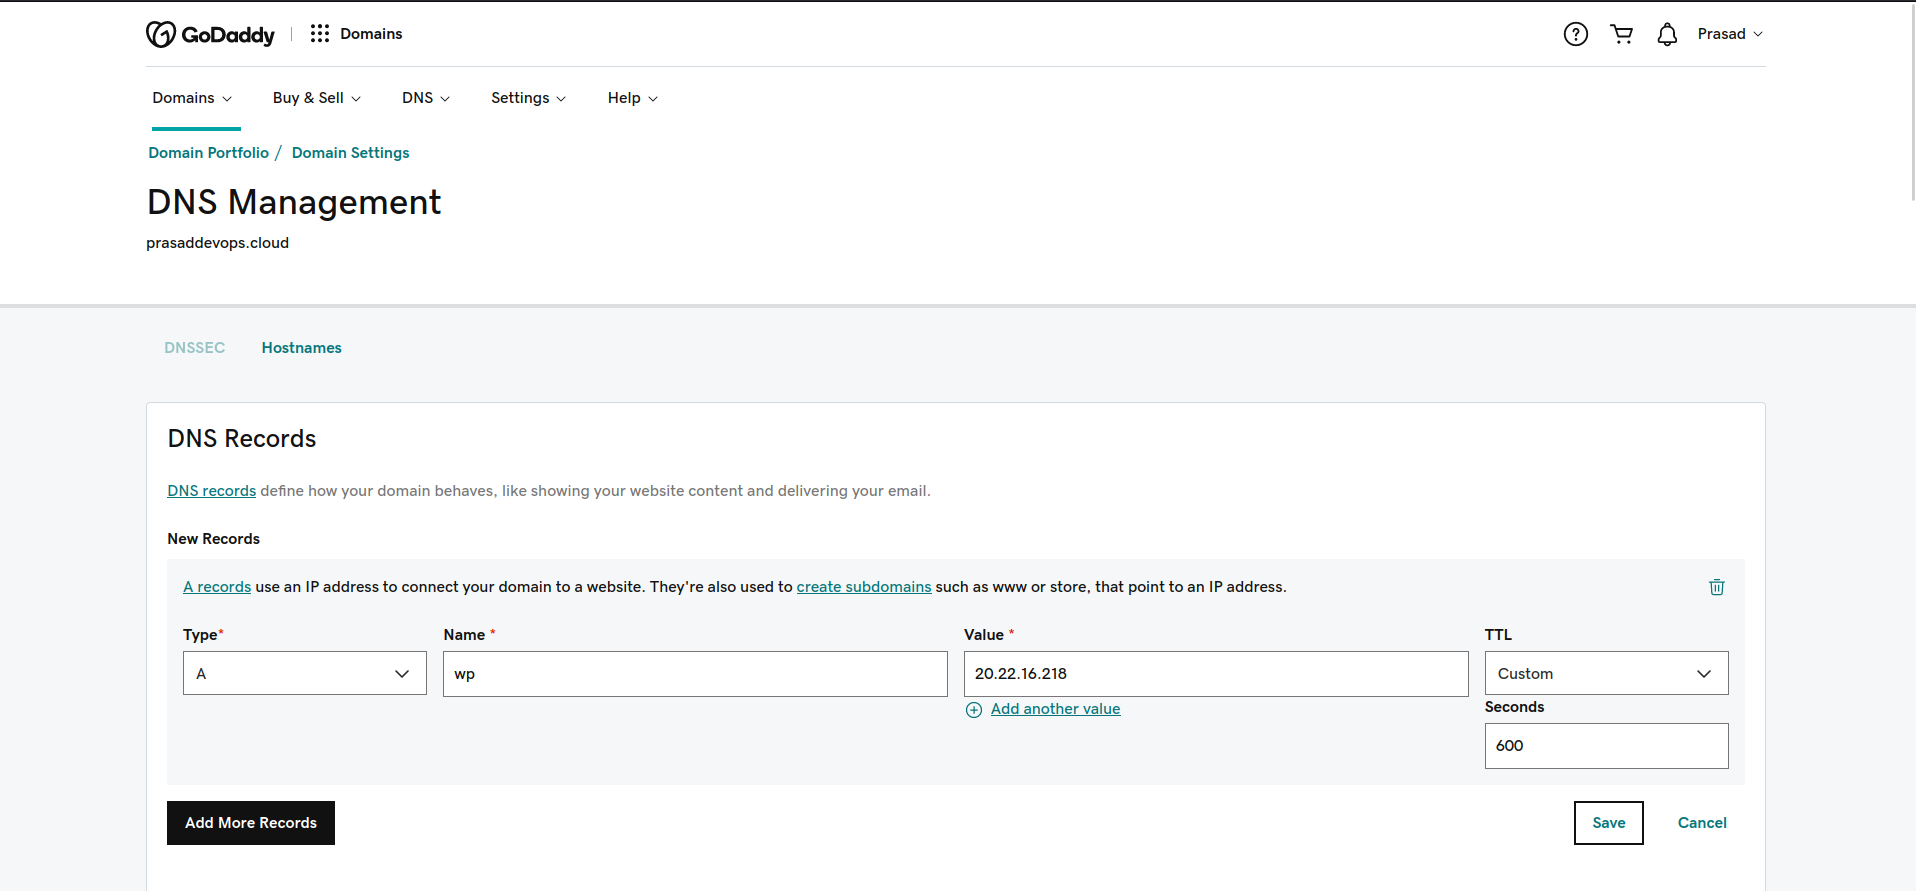 GoDaddy Domains Prasad
Domains Buy & Sell DNS Settings Help
Domain Portfolio / Domain Settings
DNS Management
prasaddevops.cloud
DNSSEC Hostnames
DNS Records
DNS records define how your domain behaves, like showing your website content and delivering your email.
New Records
A records use an IP address to connect your domain to a website. They're also used to create subdomains such as www or store, that point to an IP address.
Type* Name * Value * TTL
A wp 20.22.16.218 Custom
Add another value Seconds
600
Add More Records Save Cancel